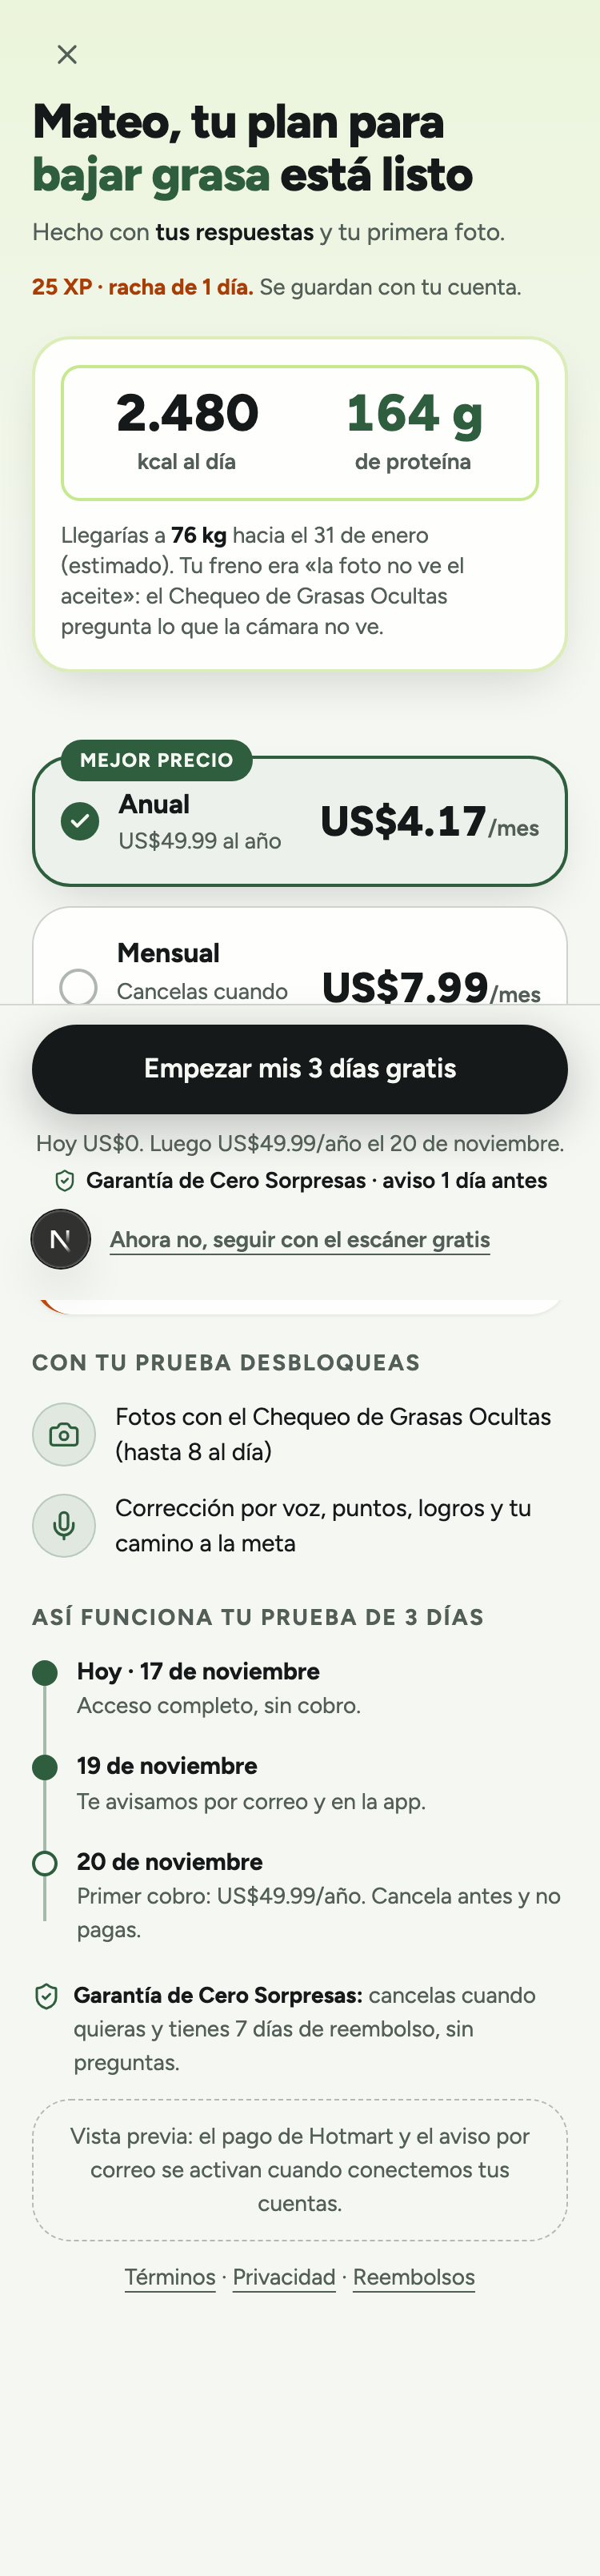 Mateo, tu plan para
bajar grasa está listo
Hecho con tus respuestas y tu primera foto.
25 XP · racha de 1 día. Se guardan con tu cuenta.
2.480
kcal al día
164 g
de proteína
Llegarías a 76 kg hacia el 31 de enero
(estimado). Tu freno era «la foto no ve el
aceite»: el Chequeo de Grasas Ocultas
pregunta lo que la cámara no ve.
MEJOR PRECIO
Anual
US$49.99 al año
US$4.17/mes
Mensual
Cancelas cuando
US$7.99/mes
Empezar mis 3 días gratis
Hoy US$0. Luego US$49.99/año el 20 de noviembre.
Garantía de Cero Sorpresas · aviso 1 día antes
N
Ahora no, seguir con el escáner gratis
CON TU PRUEBA DESBLOQUEAS
Fotos con el Chequeo de Grasas Ocultas
(hasta 8 al día)
Corrección por voz, puntos, logros y tu
camino a la meta
ASÍ FUNCIONA TU PRUEBA DE 3 DÍAS
Hoy · 17 de noviembre
Acceso completo, sin cobro.
19 de noviembre
Te avisamos por correo y en la app.
20 de noviembre
Primer cobro: US$49.99/año. Cancela antes y no
pagas.
Garantía de Cero Sorpresas: cancelas cuando
quieras y tienes 7 días de reembolso, sin
preguntas.
Vista previa: el pago de Hotmart y el aviso por
correo se activan cuando conectemos tus
cuentas.
Términos · Privacidad · Reembolsos